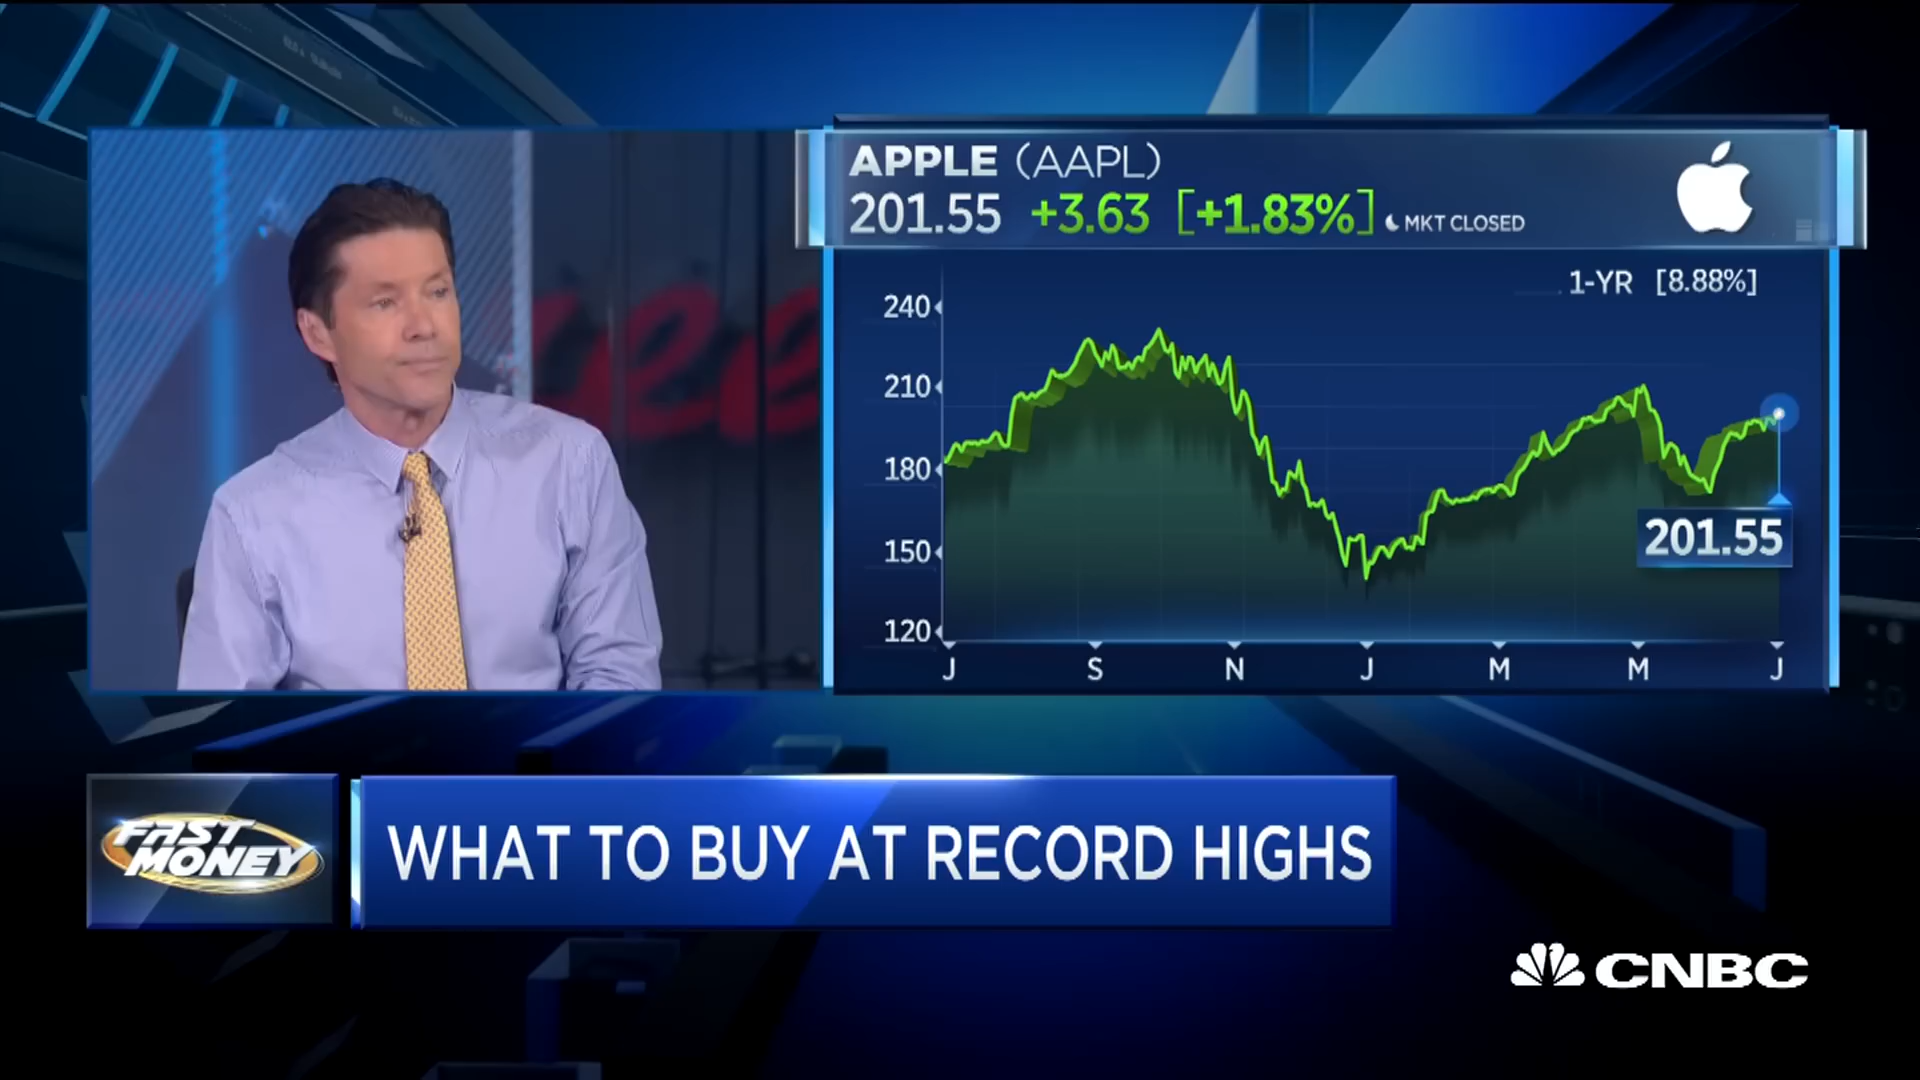 APPLE (AAPL)
201.55 +3.63 [+1.83%] MKT CLOSED
1-YR [8.88%]
240
210
180
150
120
201.55
J S N J M M J
FAST
MONEY
WHAT TO BUY AT RECORD HIGHS
CNBC